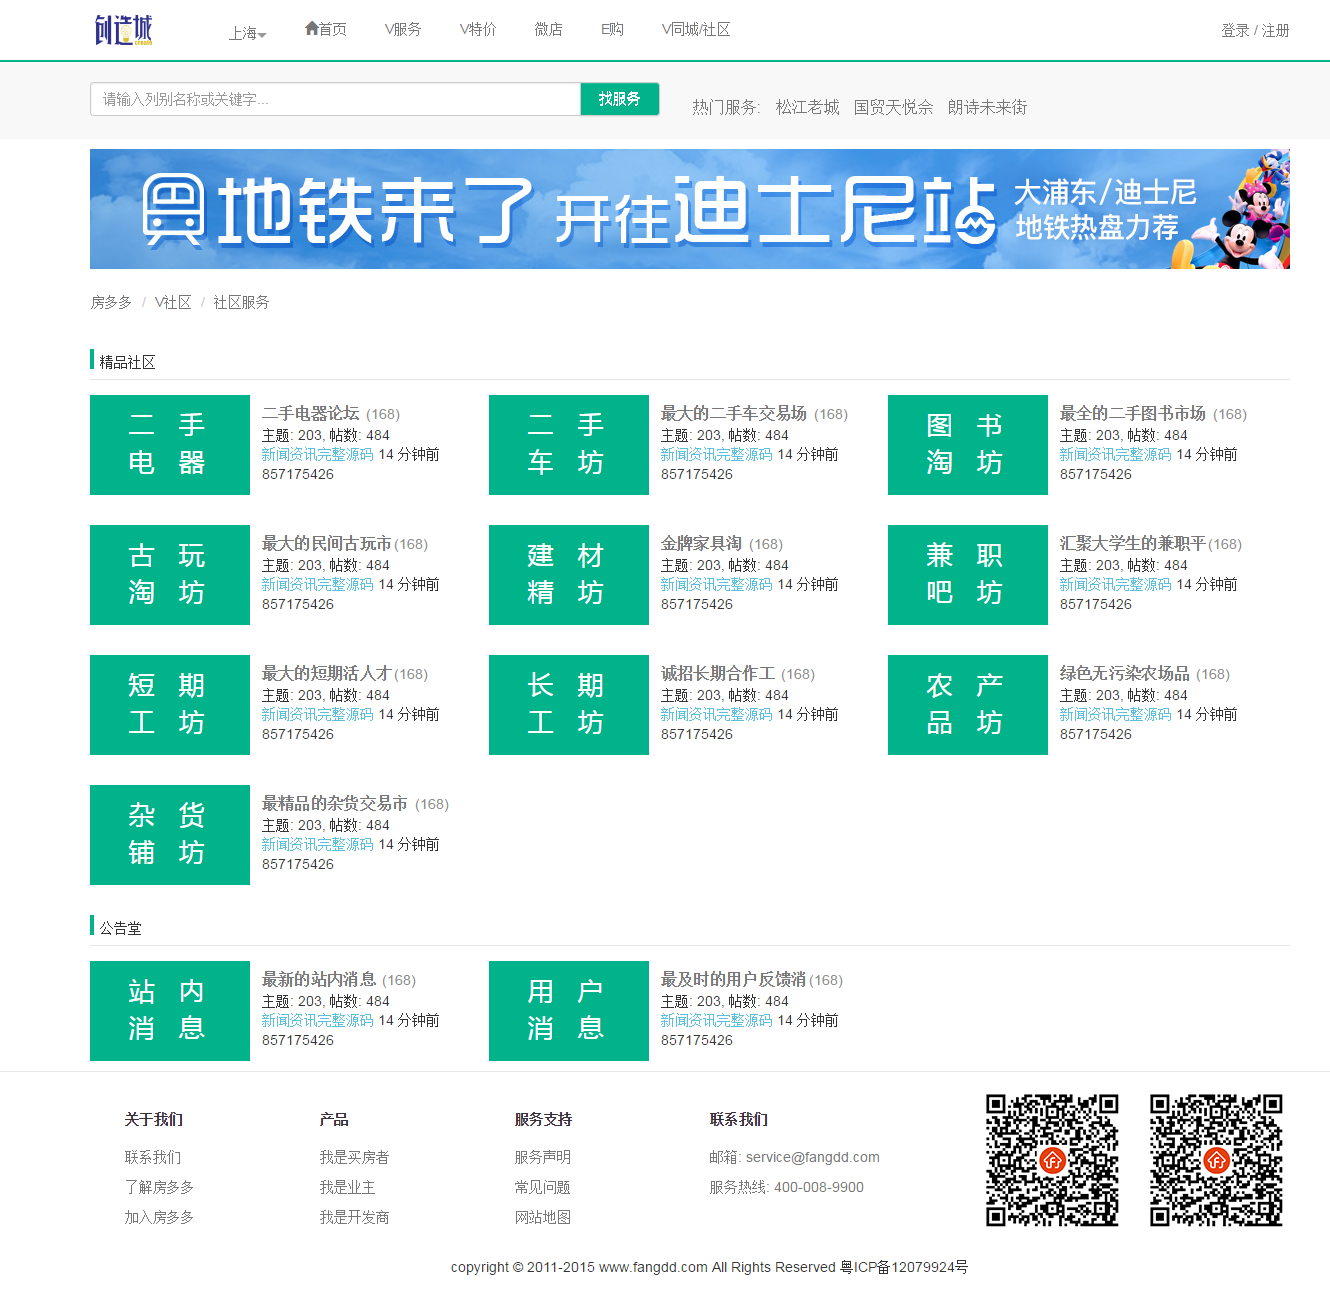 创造城
上海 首页 V服务 V特价 微店 E购 V同城/社区 登录 / 注册
请输入列别名称或关键字... 找服务 热门服务: 松江老城 国贸天悦佘 朗诗未来街
地铁来了 开往迪士尼站 大浦东/迪士尼
地铁热盘力荐
房多多 / V社区 / 社区服务
精品社区
二 手
电 器
二手电器论坛 (168)
主题: 203, 帖数: 484
新闻资讯完整源码 14 分钟前
857175426
二 手
车 坊
最大的二手车交易场 (168)
主题: 203, 帖数: 484
新闻资讯完整源码 14 分钟前
857175426
图 书
淘 坊
最全的二手图书市场 (168)
主题: 203, 帖数: 484
新闻资讯完整源码 14 分钟前
857175426
古 玩
淘 坊
最大的民间古玩市(168)
主题: 203, 帖数: 484
新闻资讯完整源码 14 分钟前
857175426
建 材
精 坊
金牌家具淘 (168)
主题: 203, 帖数: 484
新闻资讯完整源码 14 分钟前
857175426
兼 职
吧 坊
汇聚大学生的兼职平(168)
主题: 203, 帖数: 484
新闻资讯完整源码 14 分钟前
857175426
短 期
工 坊
最大的短期活人才(168)
主题: 203, 帖数: 484
新闻资讯完整源码 14 分钟前
857175426
长 期
工 坊
诚招长期合作工 (168)
主题: 203, 帖数: 484
新闻资讯完整源码 14 分钟前
857175426
农 产
品 坊
绿色无污染农场品 (168)
主题: 203, 帖数: 484
新闻资讯完整源码 14 分钟前
857175426
杂 货
铺 坊
最精品的杂货交易市 (168)
主题: 203, 帖数: 484
新闻资讯完整源码 14 分钟前
857175426
公告堂
站 内
消 息
最新的站内消息 (168)
主题: 203, 帖数: 484
新闻资讯完整源码 14 分钟前
857175426
用 户
消 息
最及时的用户反馈消(168)
主题: 203, 帖数: 484
新闻资讯完整源码 14 分钟前
857175426
关于我们
联系我们
了解房多多
加入房多多
产品
我是买房者
我是业主
我是开发商
服务支持
服务声明
常见问题
网站地图
联系我们
邮箱: service@fangdd.com
服务热线: 400-008-9900
copyright © 2011-2015 www.fangdd.com All Rights Reserved 粤ICP备12079924号